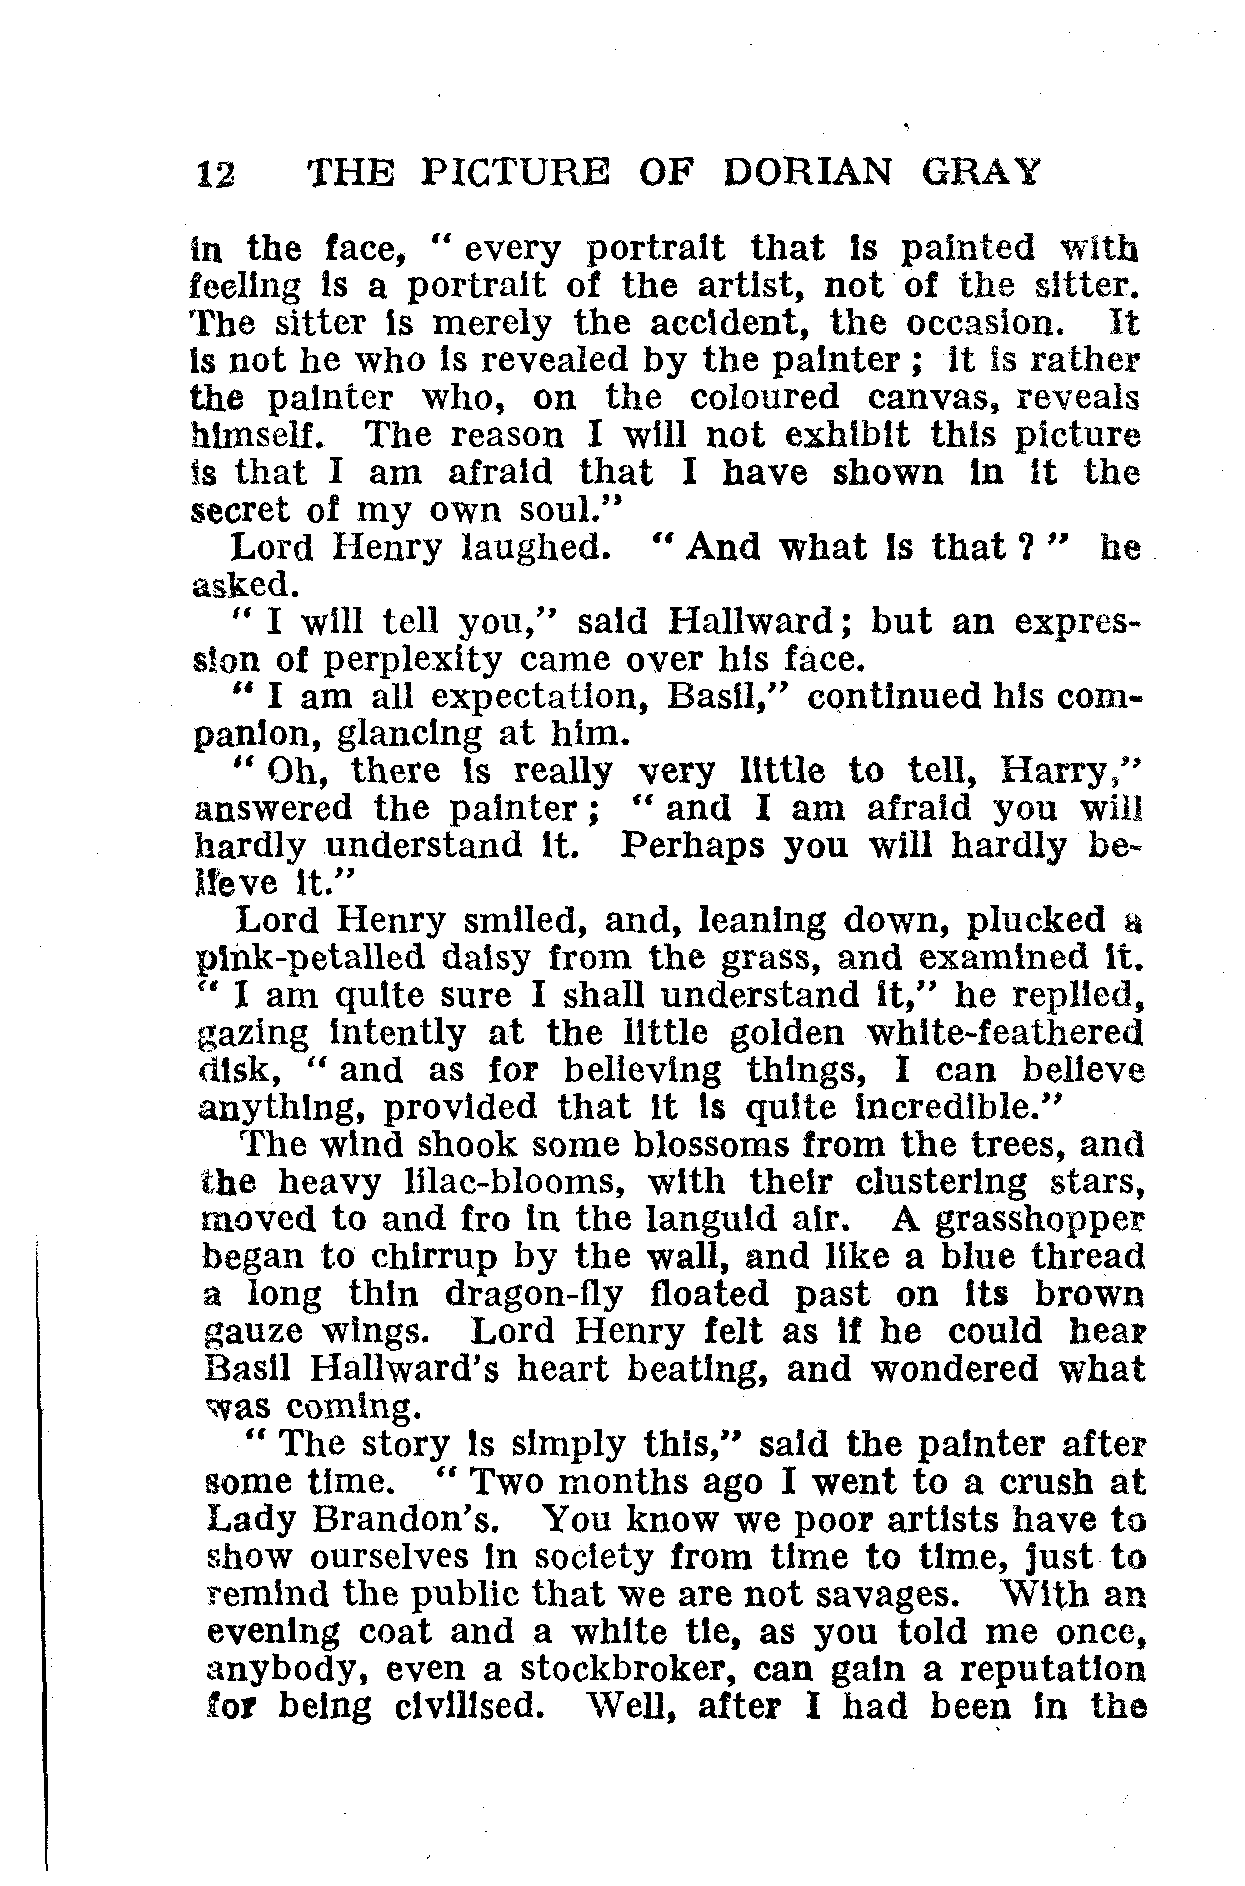 12 THE PICTURE OF DORIAN GRAY
in the face, “ every portrait that is painted with
feeling is a portrait of the artist, not of the sitter.
The sitter is merely the accident, the occasion. It
is not he who is revealed by the painter ; it is rather
the painter who, on the coloured canvas, reveals
himself. The reason I will not exhibit this picture
is that I am afraid that I have shown in it the
secret of my own soul.”
Lord Henry laughed. “ And what is that ? ” he
asked.
“ I will tell you,” said Hallward; but an expres-
sion of perplexity came over his face.
“ I am all expectation, Basil,” continued his com-
panion, glancing at him.
“ Oh, there is really very little to tell, Harry,”
answered the painter ; “ and I am afraid you will
hardly understand it. Perhaps you will hardly be-
lieve it.”
Lord Henry smiled, and, leaning down, plucked a
pink-petalled daisy from the grass, and examined it.
“ I am quite sure I shall understand it,” he replied,
gazing intently at the little golden white-feathered
disk, “ and as for believing things, I can believe
anything, provided that it is quite incredible.”
The wind shook some blossoms from the trees, and
the heavy lilac-blooms, with their clustering stars,
moved to and fro in the languid air. A grasshopper
began to chirrup by the wall, and like a blue thread
a long thin dragon-fly floated past on its brown
gauze wings. Lord Henry felt as if he could hear
Basil Hallward’s heart beating, and wondered what
was coming.
“ The story is simply this,” said the painter after
some time. “ Two months ago I went to a crush at
Lady Brandon’s. You know we poor artists have to
show ourselves in society from time to time, just to
remind the public that we are not savages. With an
evening coat and a white tie, as you told me once,
anybody, even a stockbroker, can gain a reputation
for being civilised. Well, after I had been in the